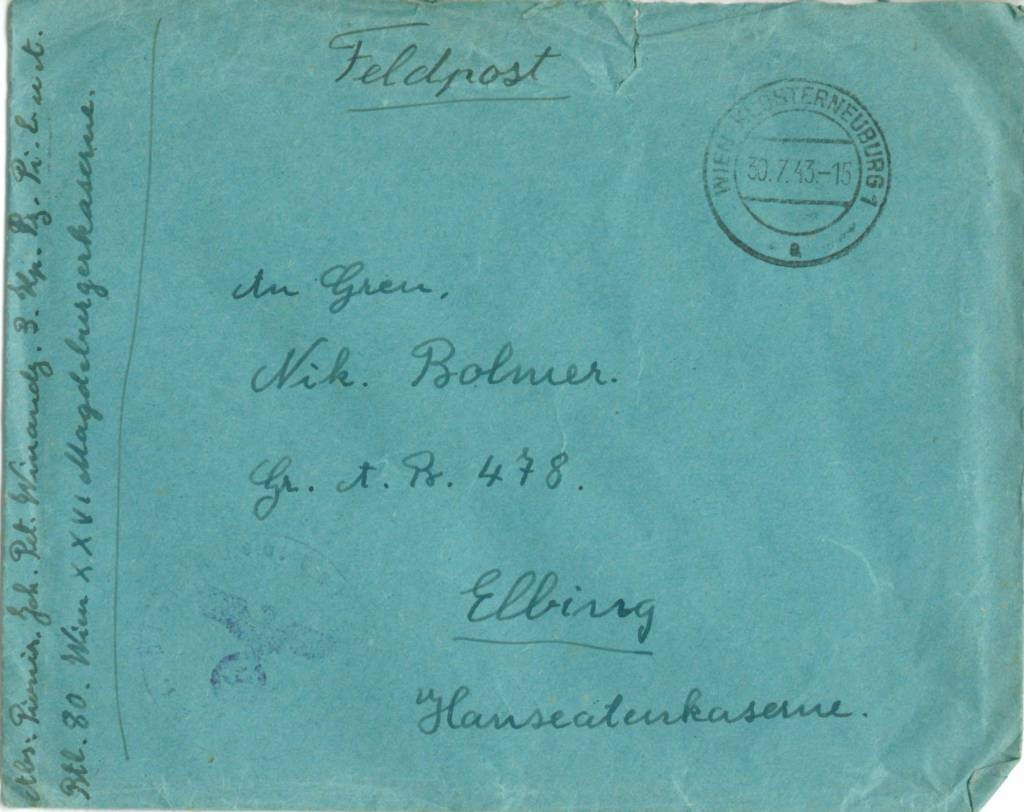 Feldpost
WIEN KLOSTERNEUBURG 1
30.7.43.-15
a
An Gren.
Nik. Bolmer.
Gr. A. B. 478.
Elbing
Hanseatenkaserne.
Abs: Pionier. Joh. Pet. Winandy. 3. Kp. Pz. Pi. E. u. A.
Btl. 80. Wien XXVI Magdeburgerkaserne.